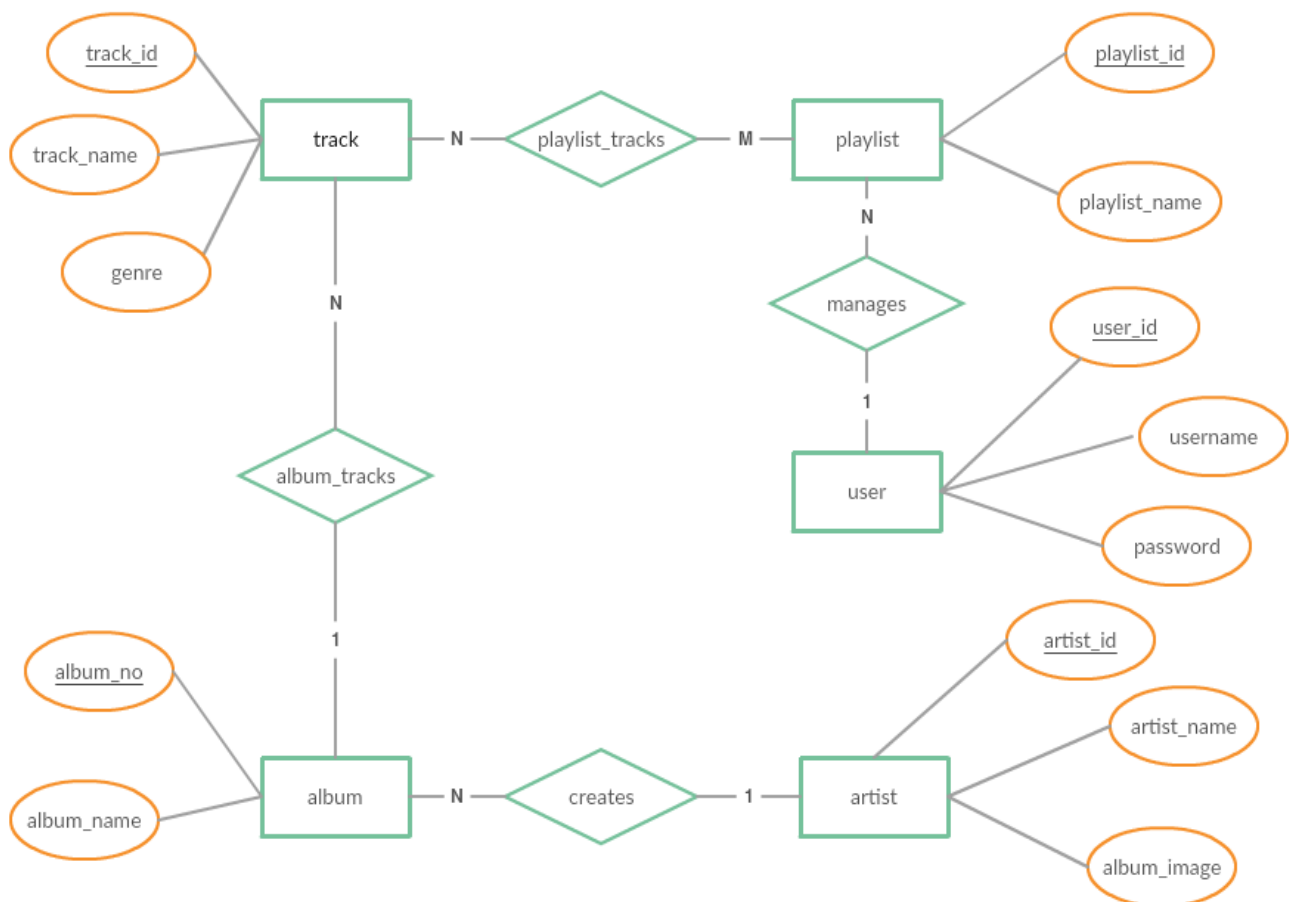 track_id
playlist_id
track N playlist_tracks M playlist
track_name
playlist_name
N
genre
N
manages
user_id
1
username
album_tracks
user
password
1
artist_id
album_no
artist_name
album N creates 1 artist
album_name
album_image